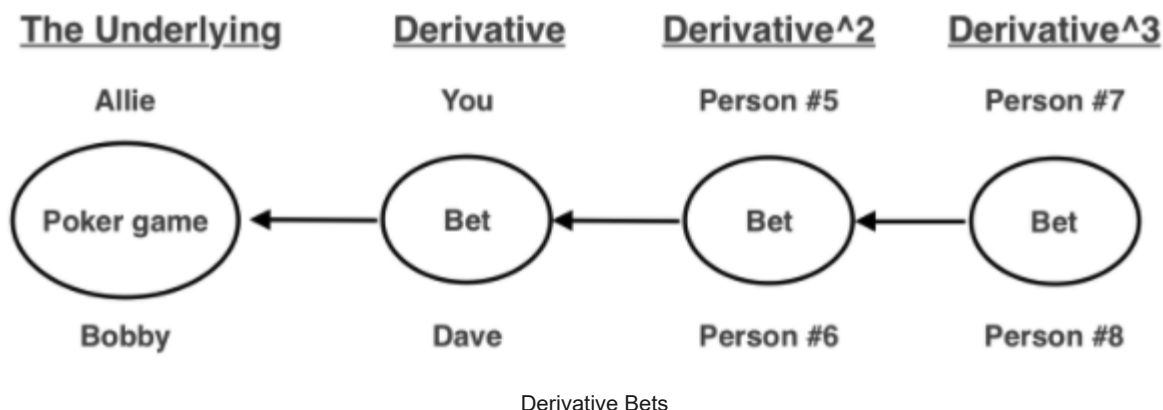 The Underlying Derivative Derivative^2 Derivative^3
Allie You Person #5 Person #7
Poker game Bet Bet Bet
Bobby Dave Person #6 Person #8
Derivative Bets